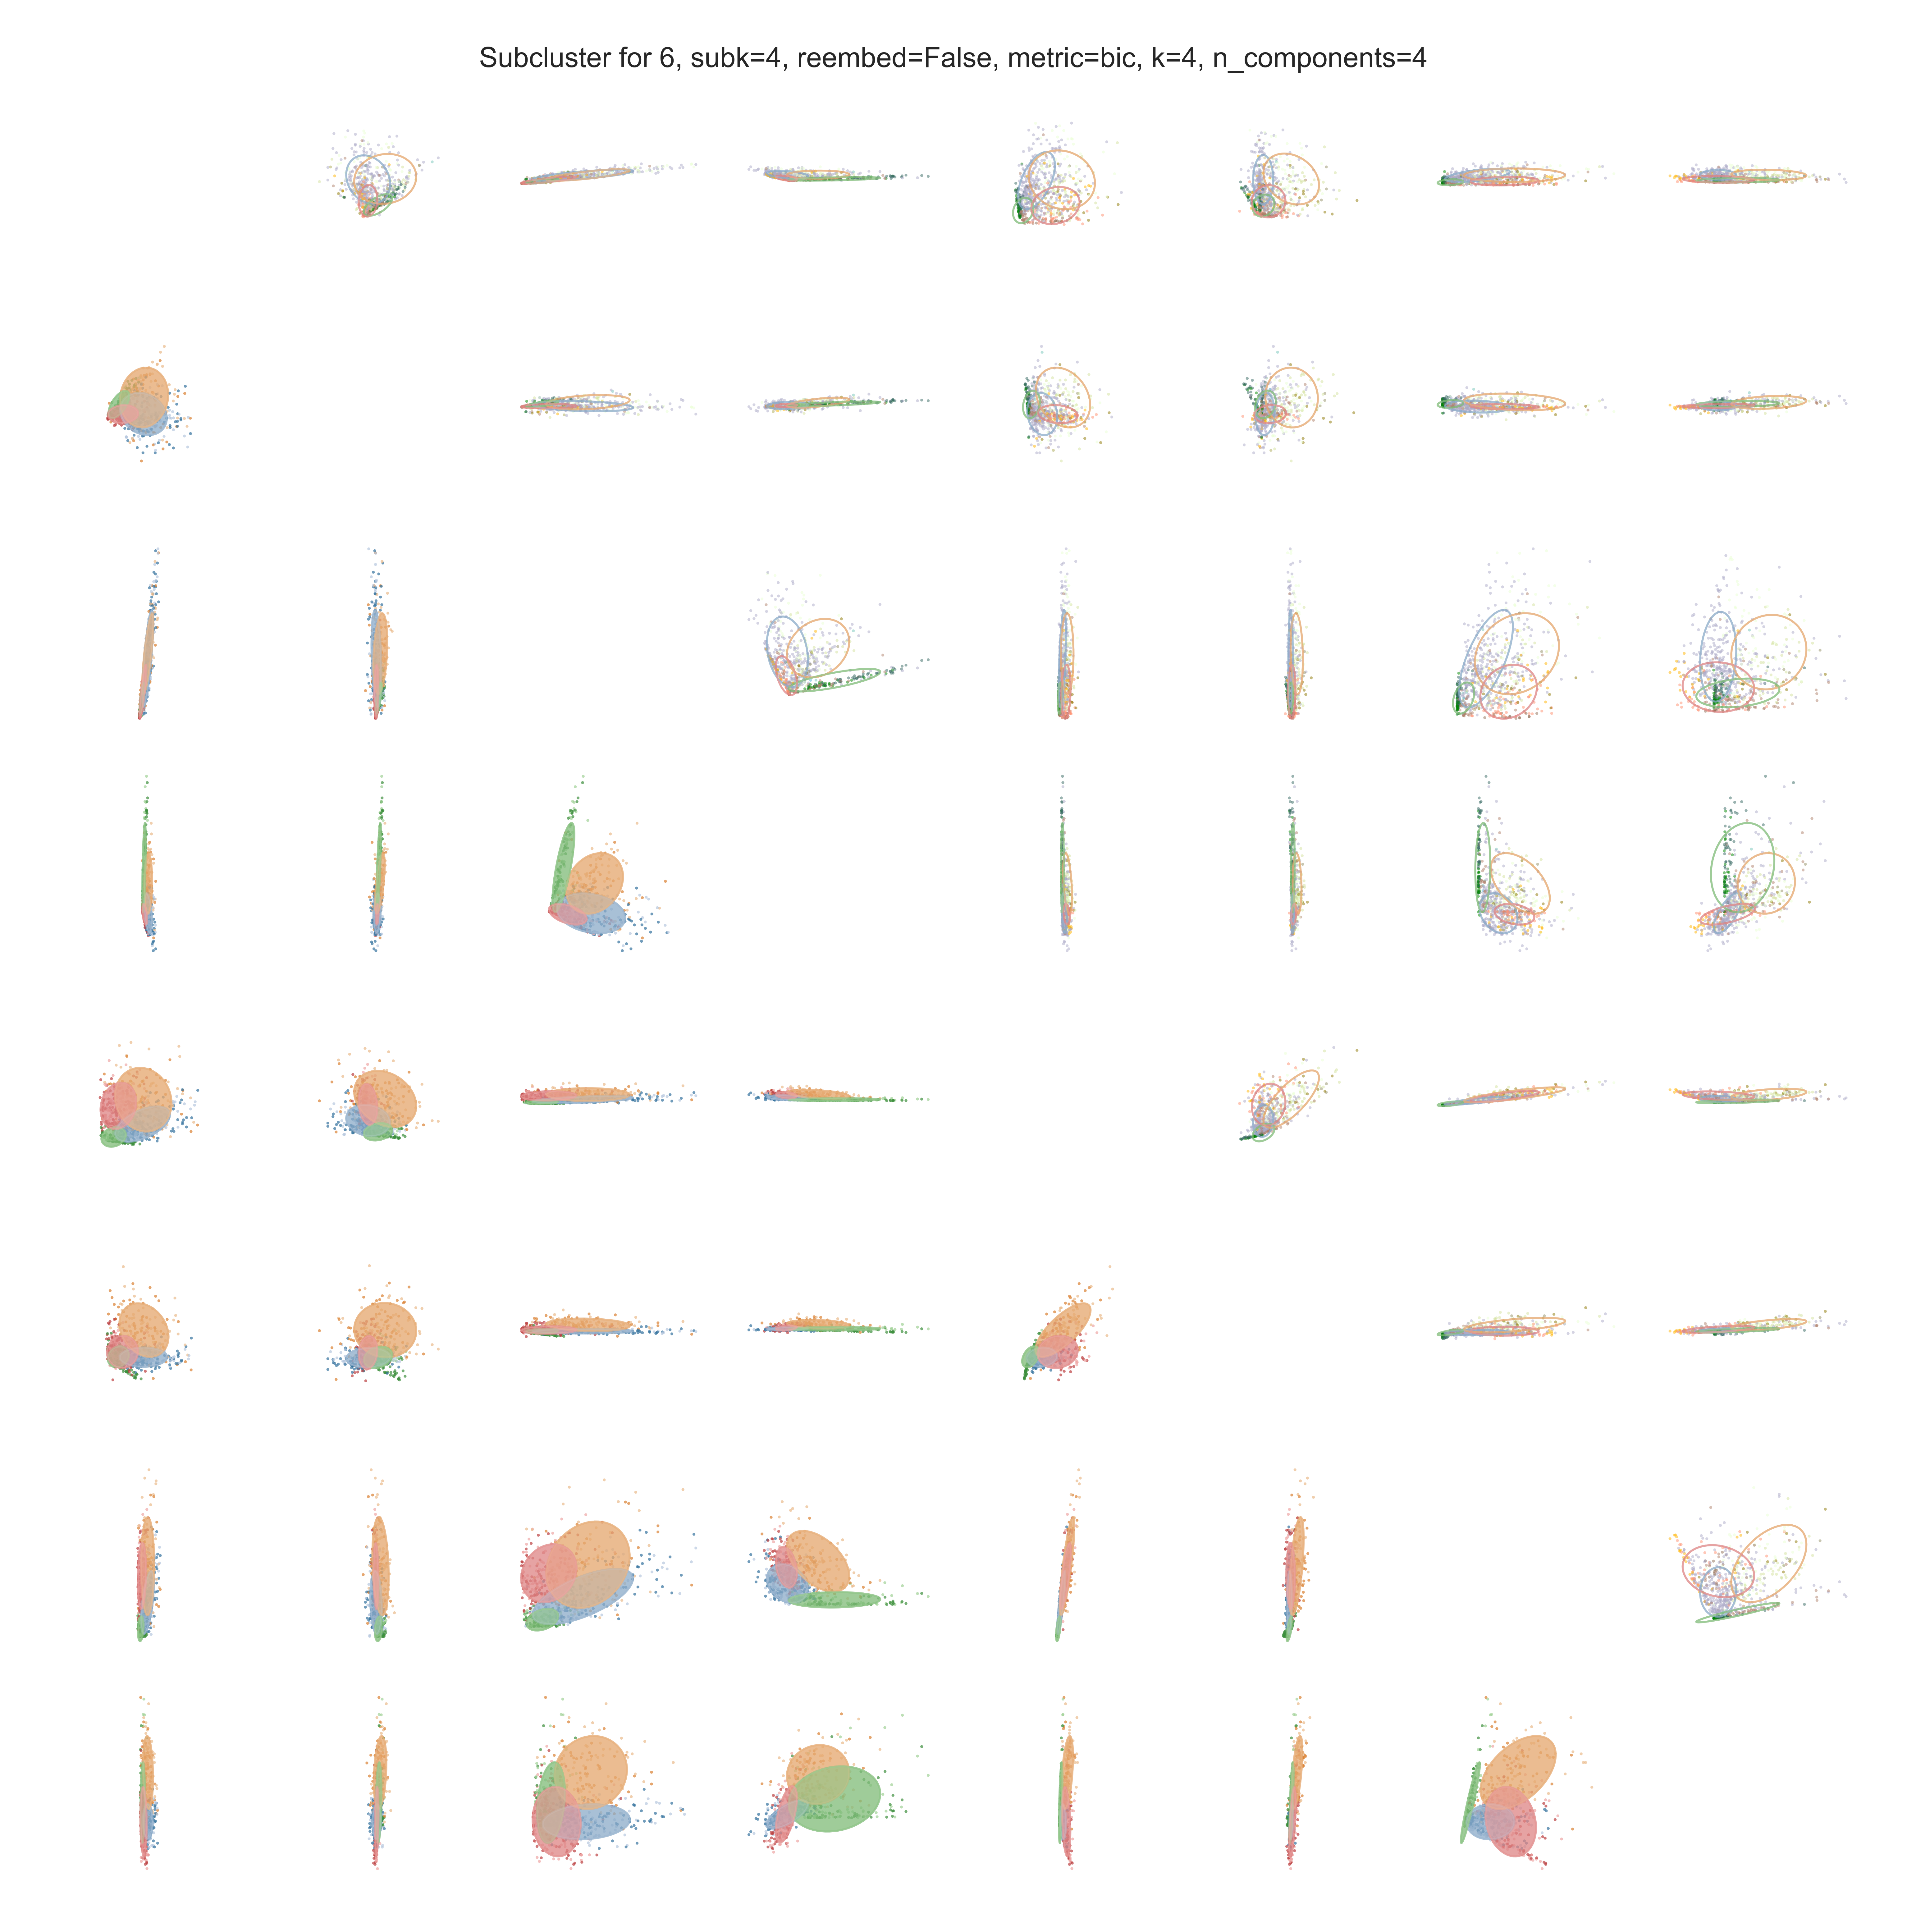 Subcluster for 6, subk=4, reembed=False, metric=bic, k=4, n_components=4